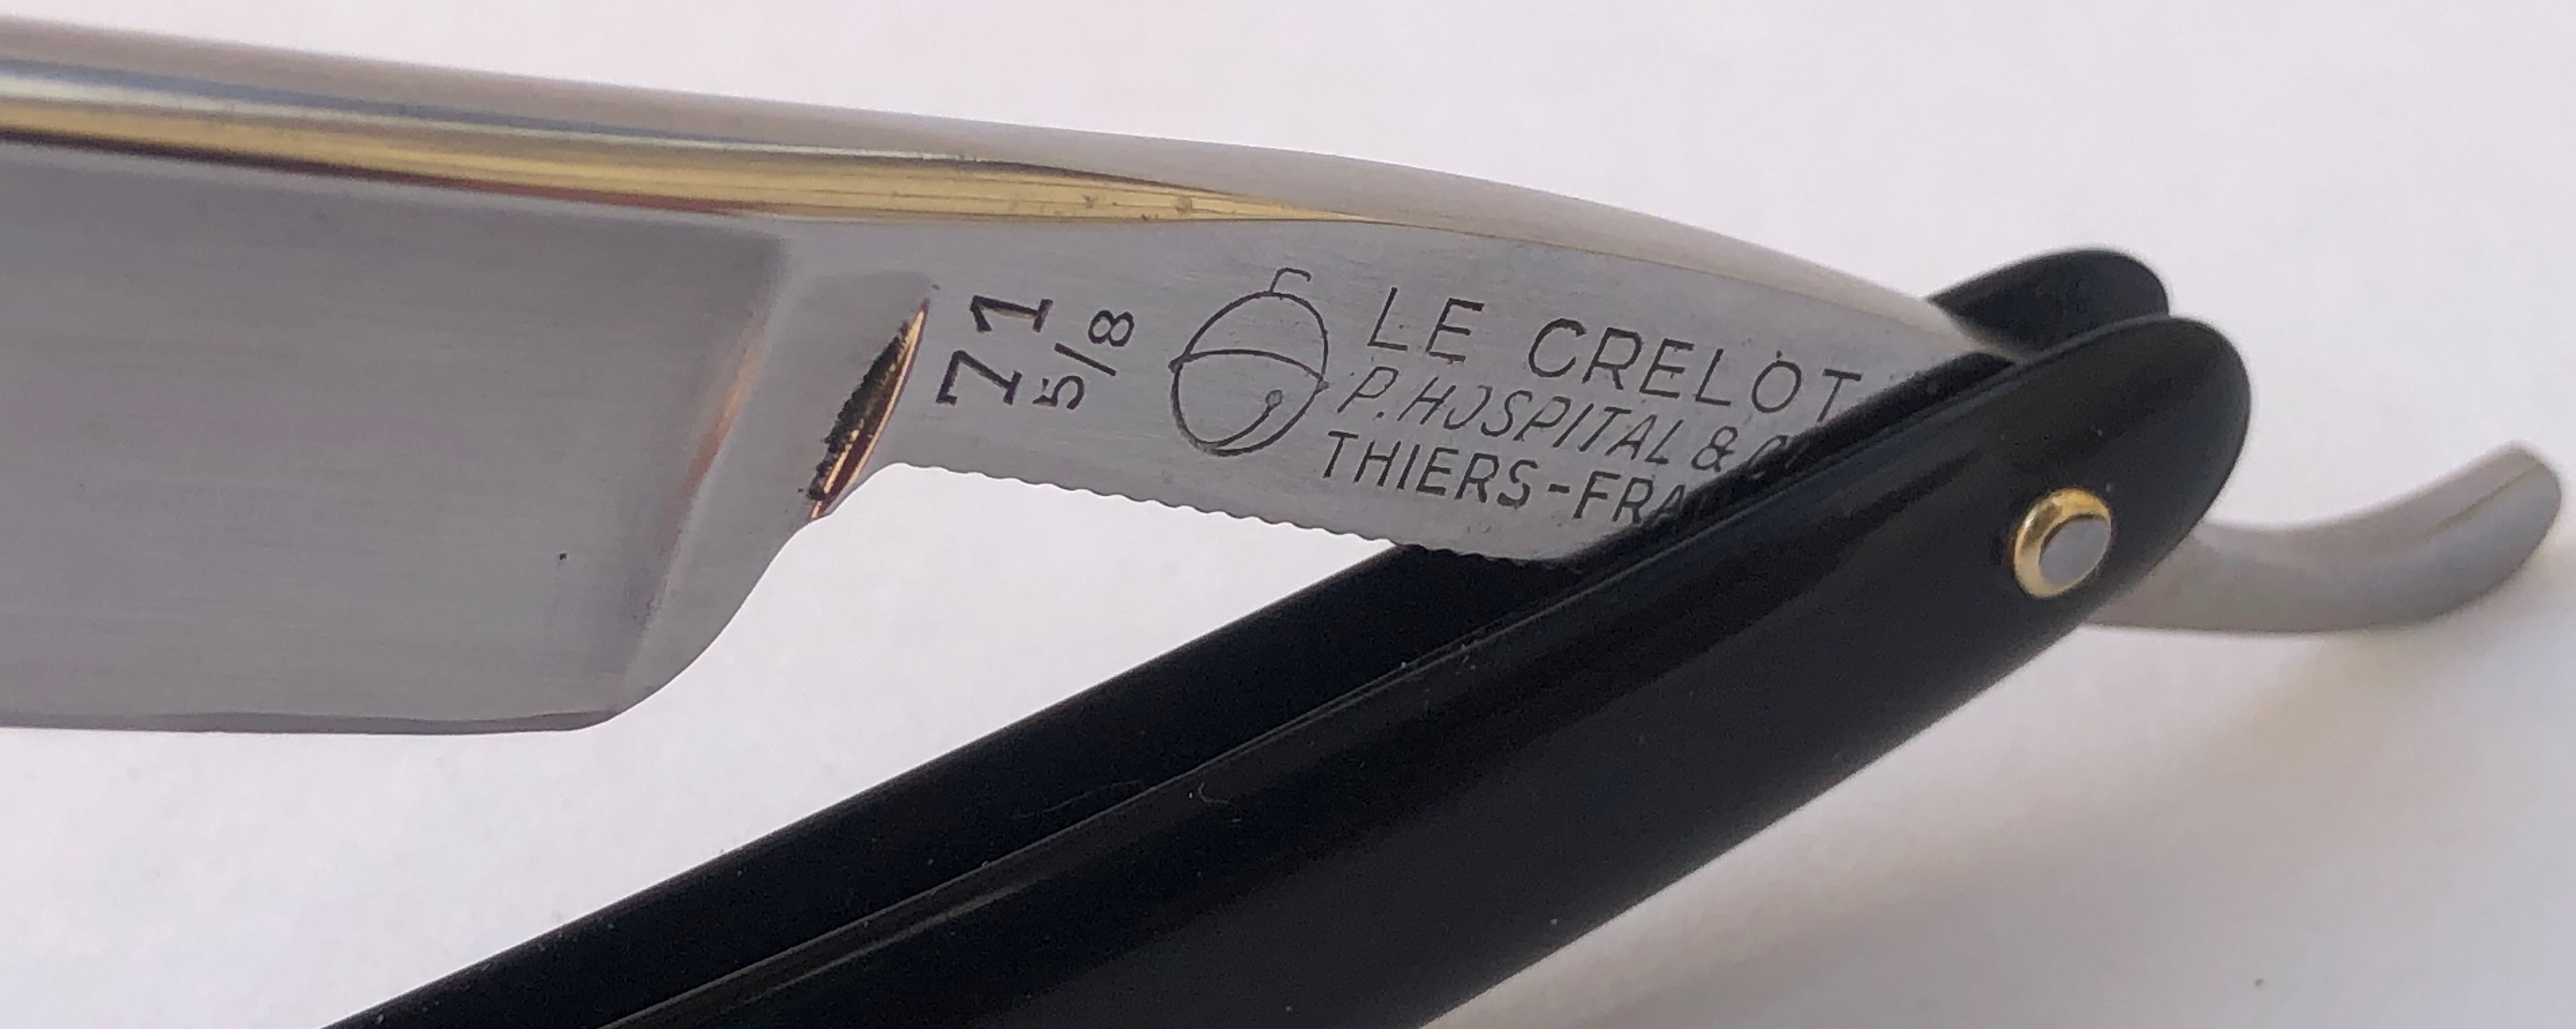 71
5/8
LE CRELOT
P. HOSPITAL &
THIERS-FRA